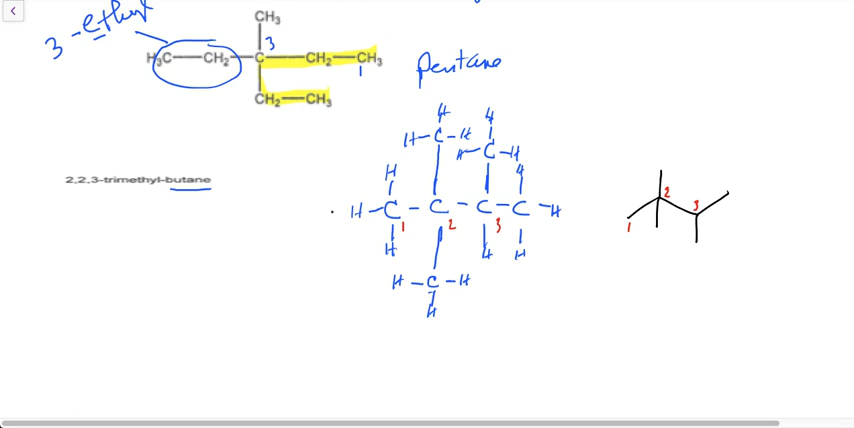 3-ethyl
CH₃
3
H₃C—CH₂—C—CH₂—CH₃
1
Pentane
CH₂—CH₃
2,2,3-trimethyl-butane
H H
H-C-H H-C-H
H H
H-C-C-C-C-H
1 2 3
H H H
H-C-H
H
2 3
1